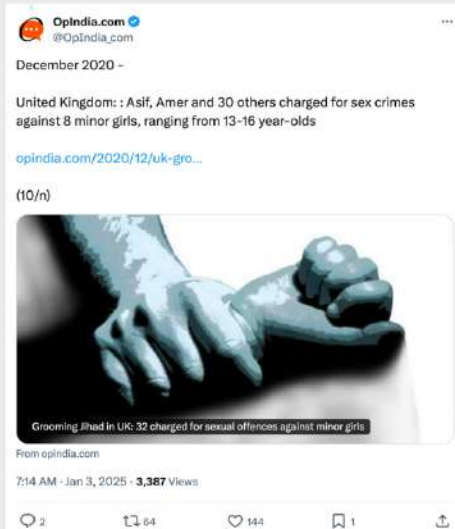 OpIndia.com
@OpIndia_com
December 2020 -
United Kingdom: : Asif, Amer and 30 others charged for sex crimes
against 8 minor girls, ranging from 13-16 year-olds
opindia.com/2020/12/uk-gro...
(10/n)
Grooming Jihad in UK: 32 charged for sexual offences against minor girls
From opindia.com
7:14 AM · Jan 3, 2025 · 3,387 Views
2 64 144 1